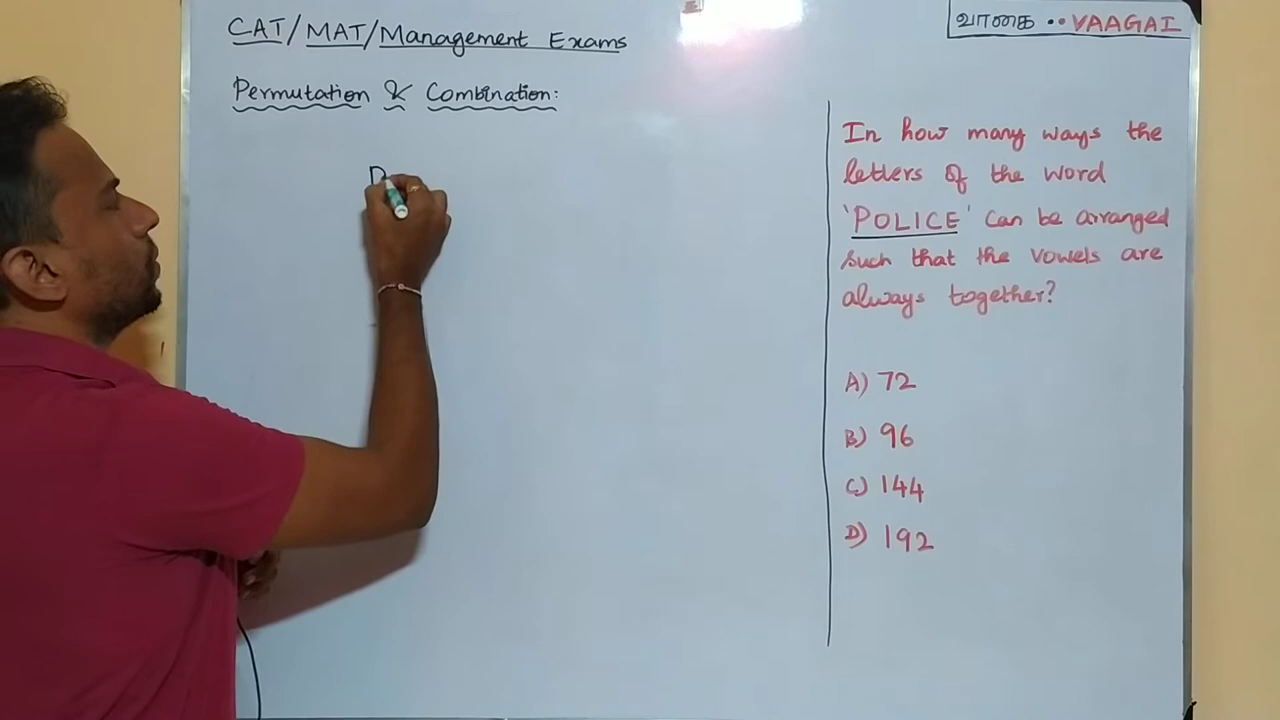 CAT/MAT/Management Exams
வாகை ••VAAGAI
Permutation & Combination:
P
In how many ways the
letters of the word
'POLICE' can be arranged
such that the vowels are
always together?
A) 72
B) 96
C) 144
D) 192